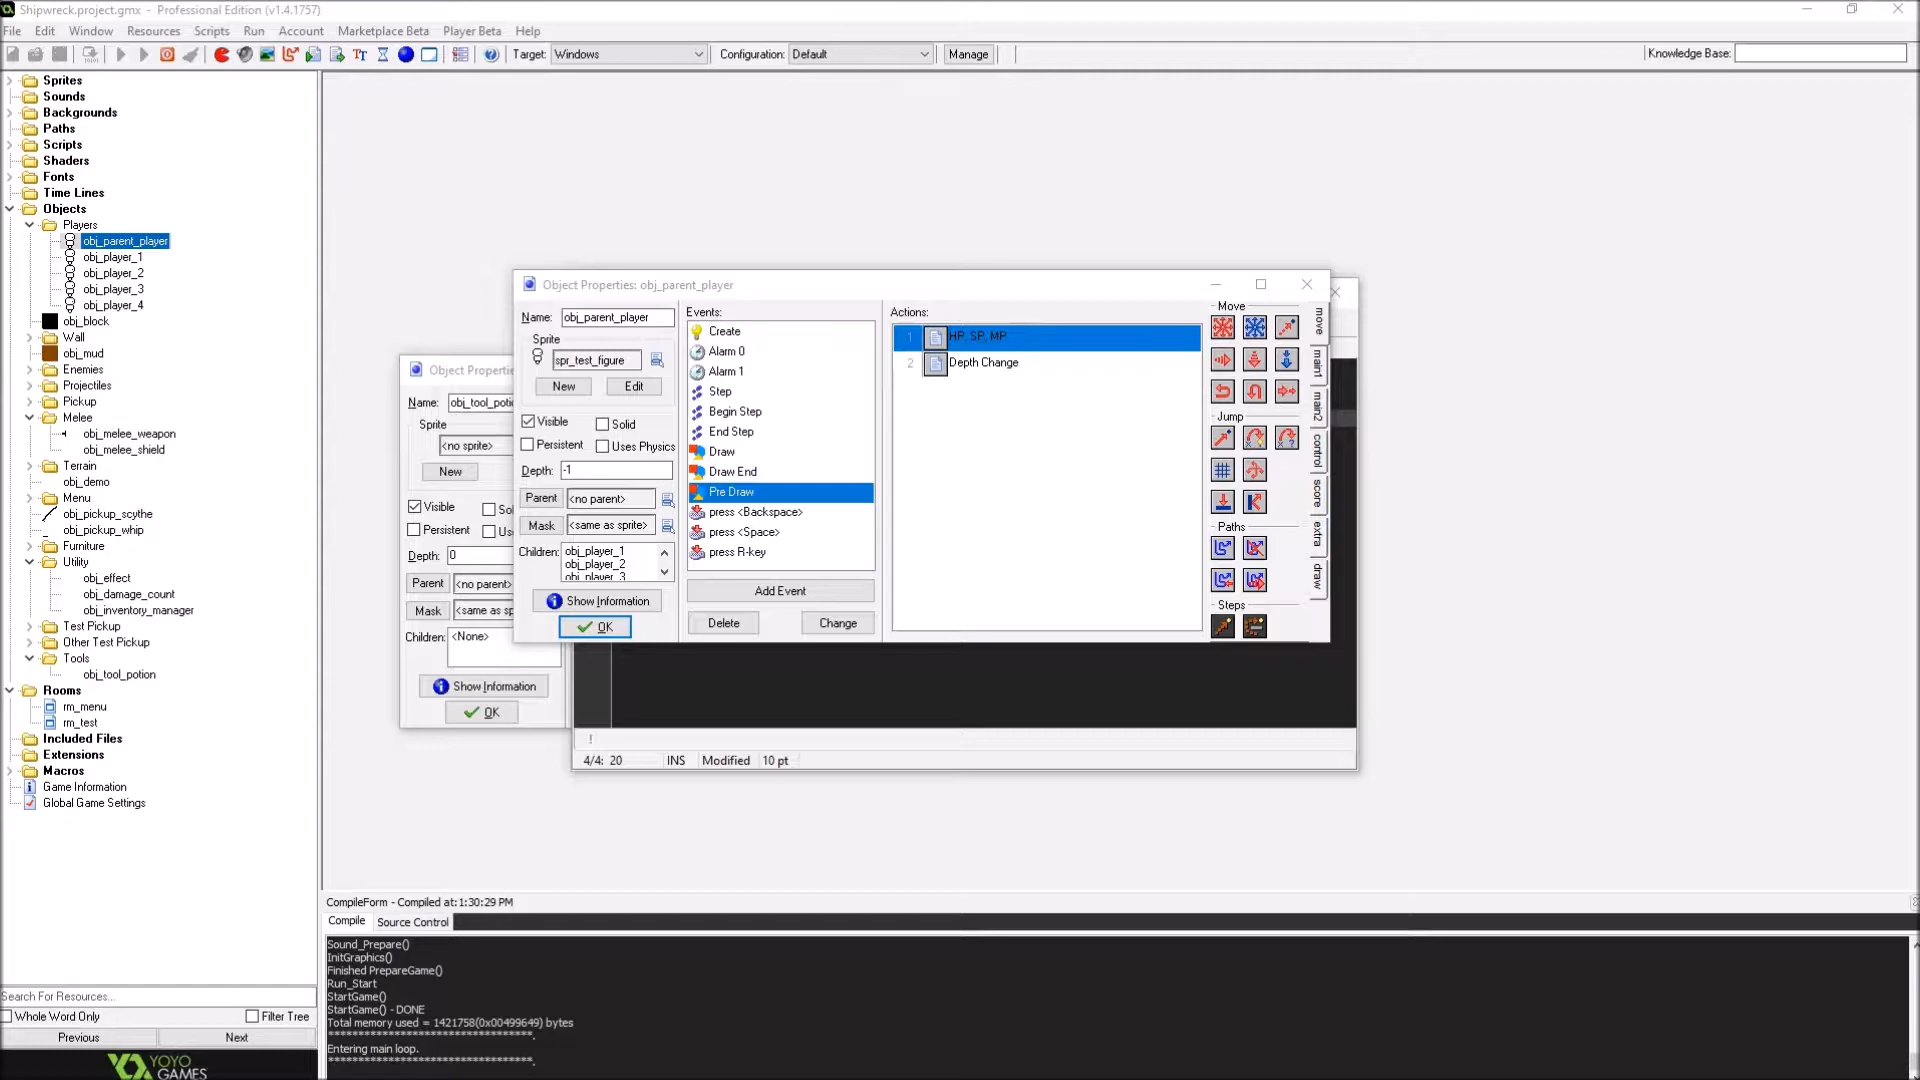 Shipwreck.project.gmx - Professional Edition (v1.4.1757)
File Edit Window Resources Scripts Run Account Marketplace Beta Player Beta Help
Target: Windows Configuration: Default Manage Knowledge Base:
Sprites
Sounds
Backgrounds
Paths
Scripts
Shaders
Fonts
Time Lines
Objects
Players
obj_parent_player
obj_player_1
obj_player_2
obj_player_3
obj_player_4
obj_block
Wall
obj_mud
Enemies
Projectiles
Pickup
Melee
obj_melee_weapon
obj_melee_shield
Terrain
obj_demo
Menu
obj_pickup_scythe
obj_pickup_whip
Furniture
Utility
obj_effect
obj_damage_count
obj_inventory_manager
Test Pickup
Other Test Pickup
Tools
obj_tool_potion
Rooms
rm_menu
rm_test
Included Files
Extensions
Macros
Game Information
Global Game Settings
Search For Resources...
Whole Word Only Filter Tree
Previous Next
YOYO
GAMES
Object Properti
Name: obj_tool_poti
Sprite
<no sprite>
New
Visible Sol
Persistent Us
Depth: 0
Parent <no parent>
Mask <same as sp
Children: <None>
Show Information
OK
Object Properties: obj_parent_player
Name: obj_parent_player
Sprite
spr_test_figure
New Edit
Visible Solid
Persistent Uses Physics
Depth: -1
Parent <no parent>
Mask <same as sprite>
Children: obj_player_1
obj_player_2
obj_player_3
Show Information
OK
Events:
Create
Alarm 0
Alarm 1
Step
Begin Step
End Step
Draw
Draw End
Pre Draw
press <Backspace>
press <Space>
press R-key
Add Event
Delete Change
Actions:
1 HP, SP, MP
2 Depth Change
Move
Jump
Paths
Steps
move
main1
main2
control
score
extra
draw
!
4/4: 20 INS Modified 10 pt
CompileForm - Compiled at: 1:30:29 PM
Compile Source Control
Sound_Prepare()
InitGraphics()
Finished PrepareGame()
Run_Start
StartGame()
StartGame() - DONE
Total memory used = 1421758(0x00499649) bytes
***********************************.
Entering main loop.
***********************************.